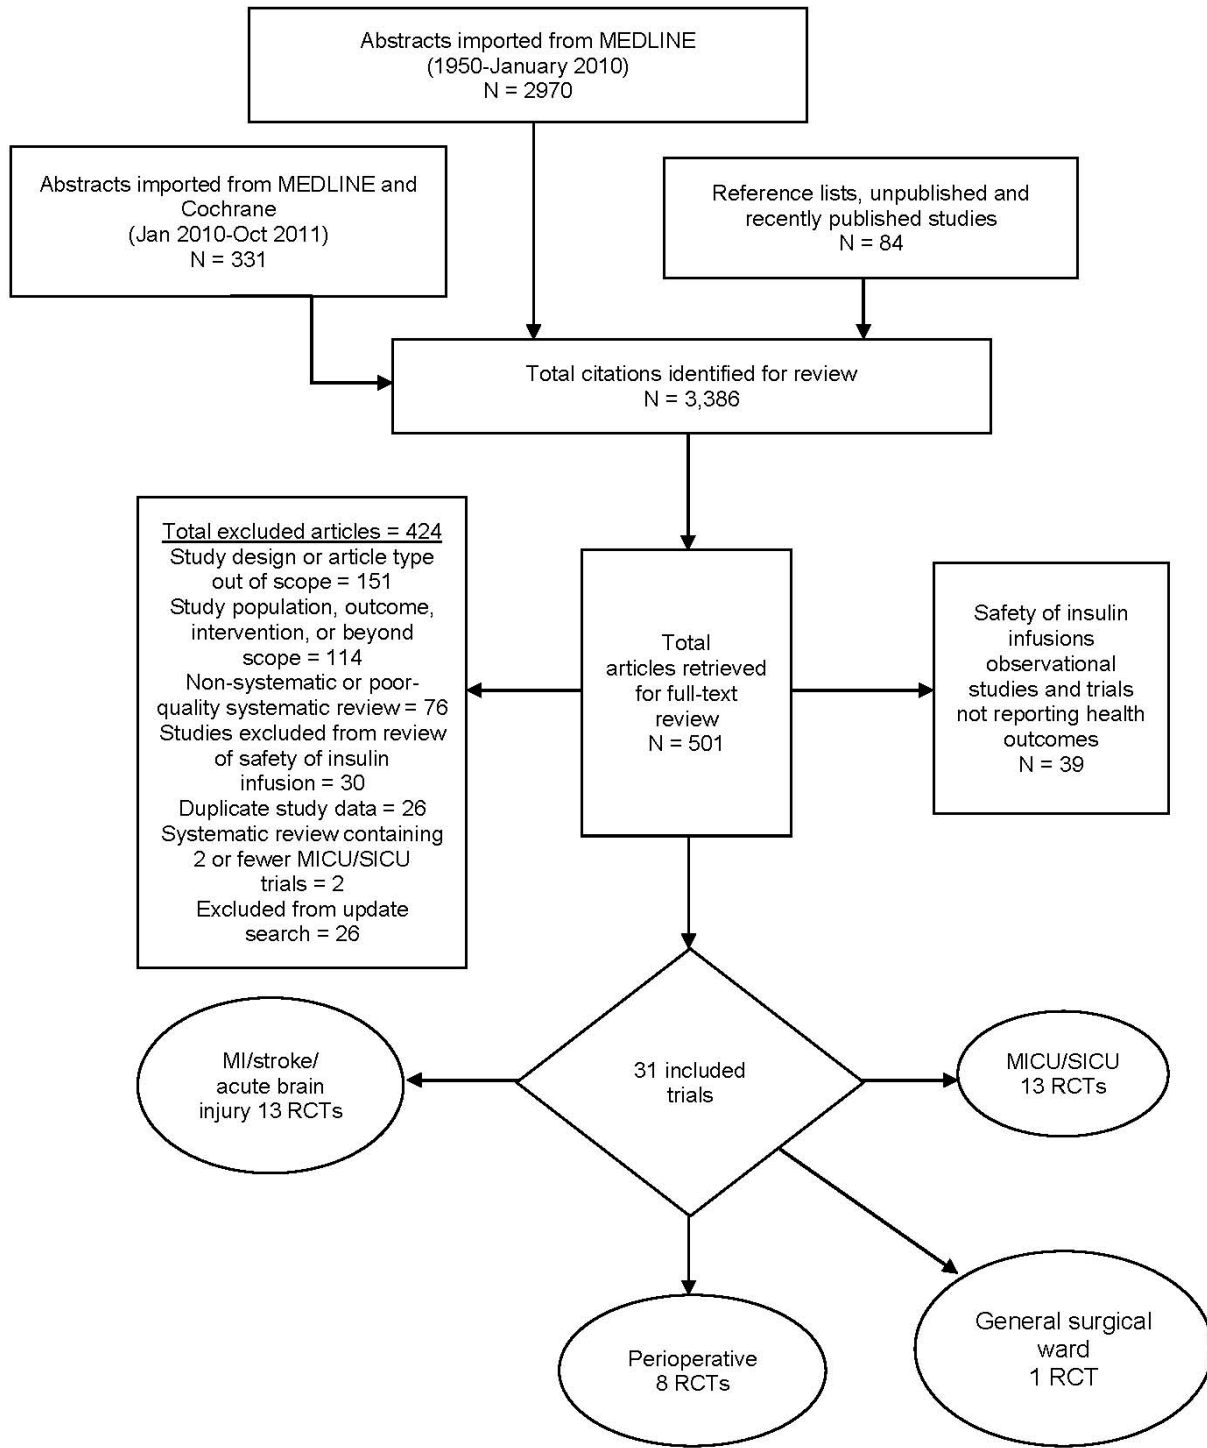 Abstracts imported from MEDLINE
(1950-January 2010)
N = 2970
Abstracts imported from MEDLINE and
Cochrane
(Jan 2010-Oct 2011)
N = 331
Reference lists, unpublished and
recently published studies
N = 84
Total citations identified for review
N = 3,386
Total excluded articles = 424
Study design or article type
out of scope = 151
Study population, outcome,
intervention, or beyond
scope = 114
Non-systematic or poor-
quality systematic review = 76
Studies excluded from review
of safety of insulin
infusion = 30
Duplicate study data = 26
Systematic review containing
2 or fewer MICU/SICU
trials = 2
Excluded from update
search = 26
Total
articles retrieved
for full-text
review
N = 501
Safety of insulin
infusions
observational
studies and trials
not reporting health
outcomes
N = 39
MI/stroke/
acute brain
injury 13 RCTs
31 included
trials
MICU/SICU
13 RCTs
Perioperative
8 RCTs
General surgical
ward
1 RCT